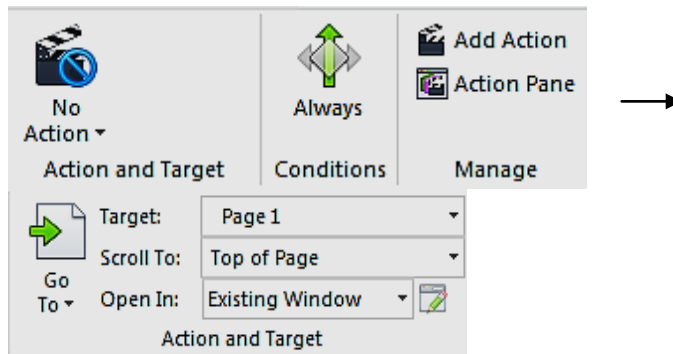 No
Action
Always
Add Action
Action Pane
Action and Target
Conditions
Manage
Go
To
Target: Page 1
Scroll To: Top of Page
Open In: Existing Window
Action and Target